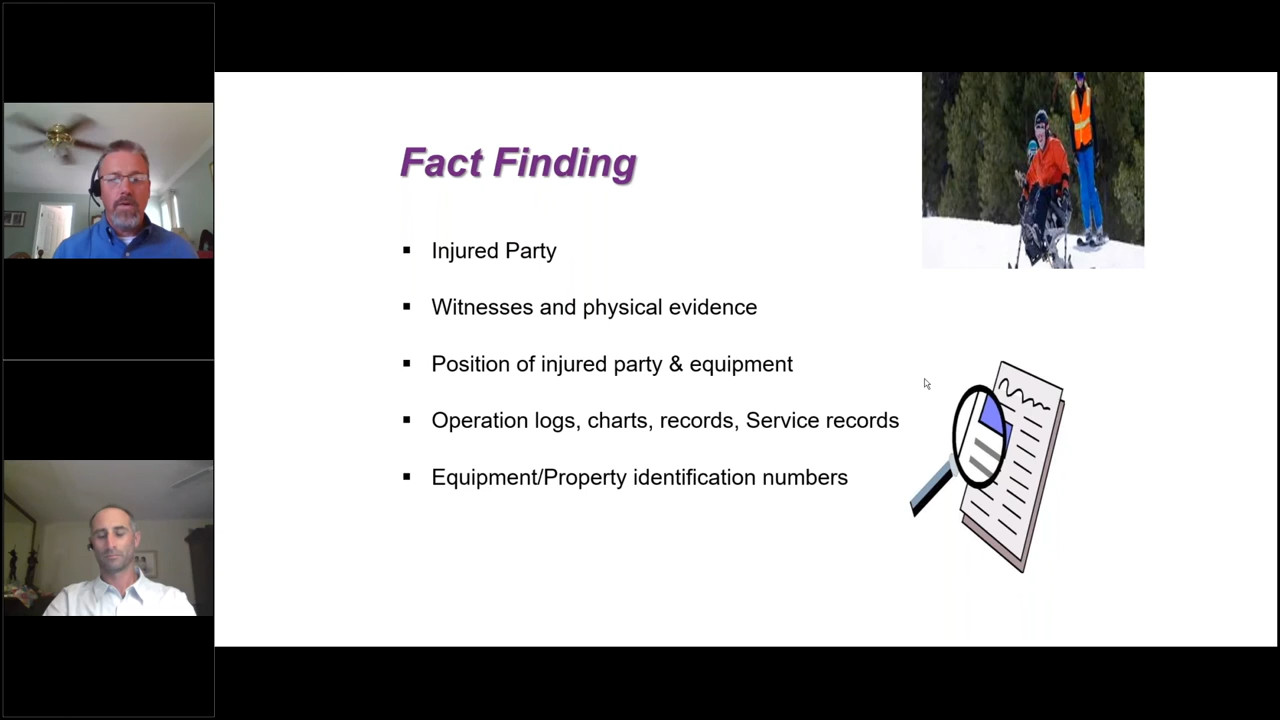 Fact Finding
Injured Party
Witnesses and physical evidence
Position of injured party & equipment
Operation logs, charts, records, Service records
Equipment/Property identification numbers